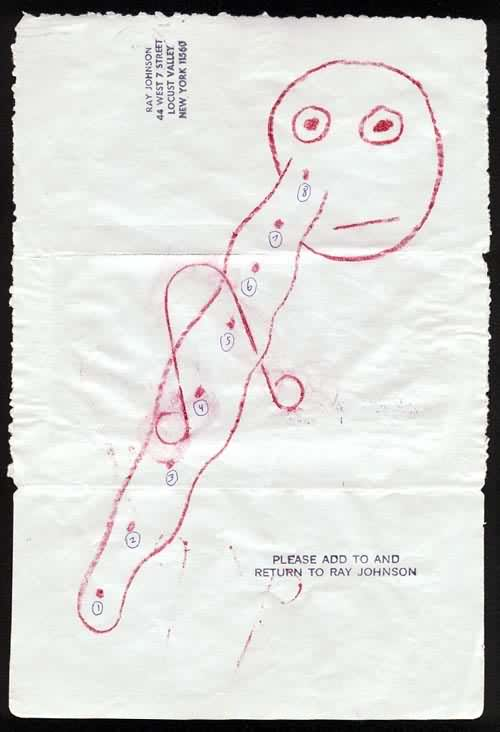 RAY JOHNSON
44 WEST 7 STREET
LOCUST VALLEY
NEW YORK 11560
8
7
6
5
4
3
2
1
PLEASE ADD TO AND
RETURN TO RAY JOHNSON